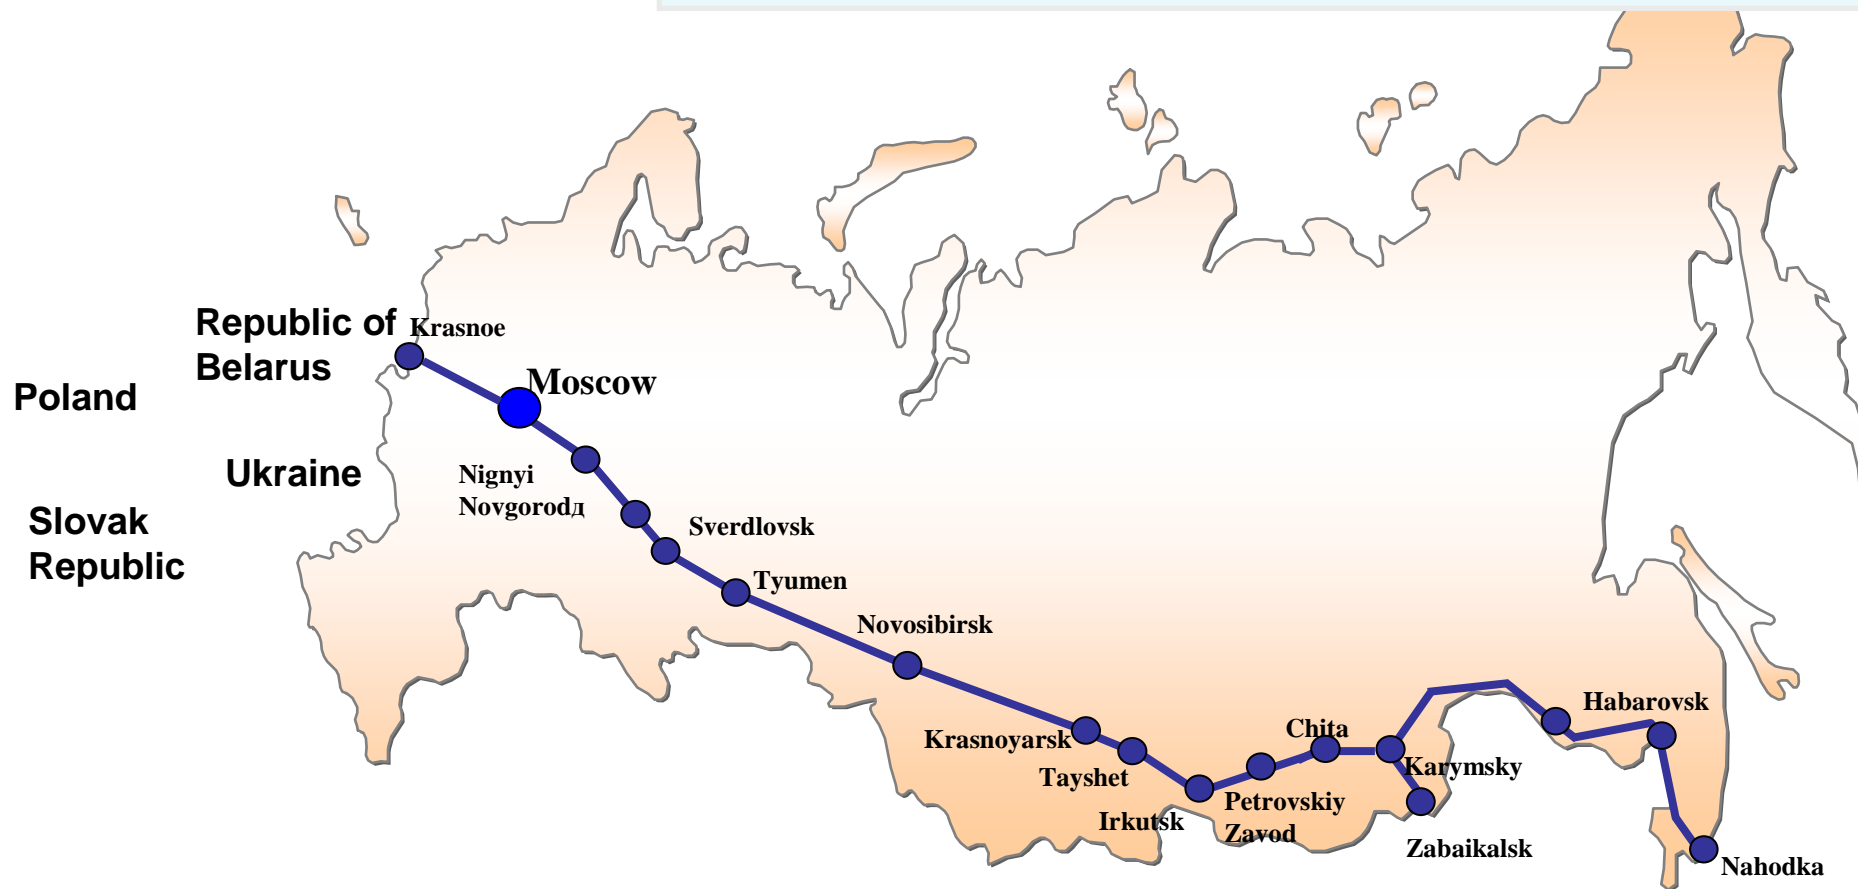 Republic of
Belarus
Krasnoe
Moscow
Poland
Ukraine
Nignyi
Novgorodд
Slovak
Republic
Sverdlovsk
Tyumen
Novosibirsk
Krasnoyarsk
Tayshet
Irkutsk
Petrovskiy
Zavod
Chita
Karymsky
Zabaikalsk
Habarovsk
Nahodka